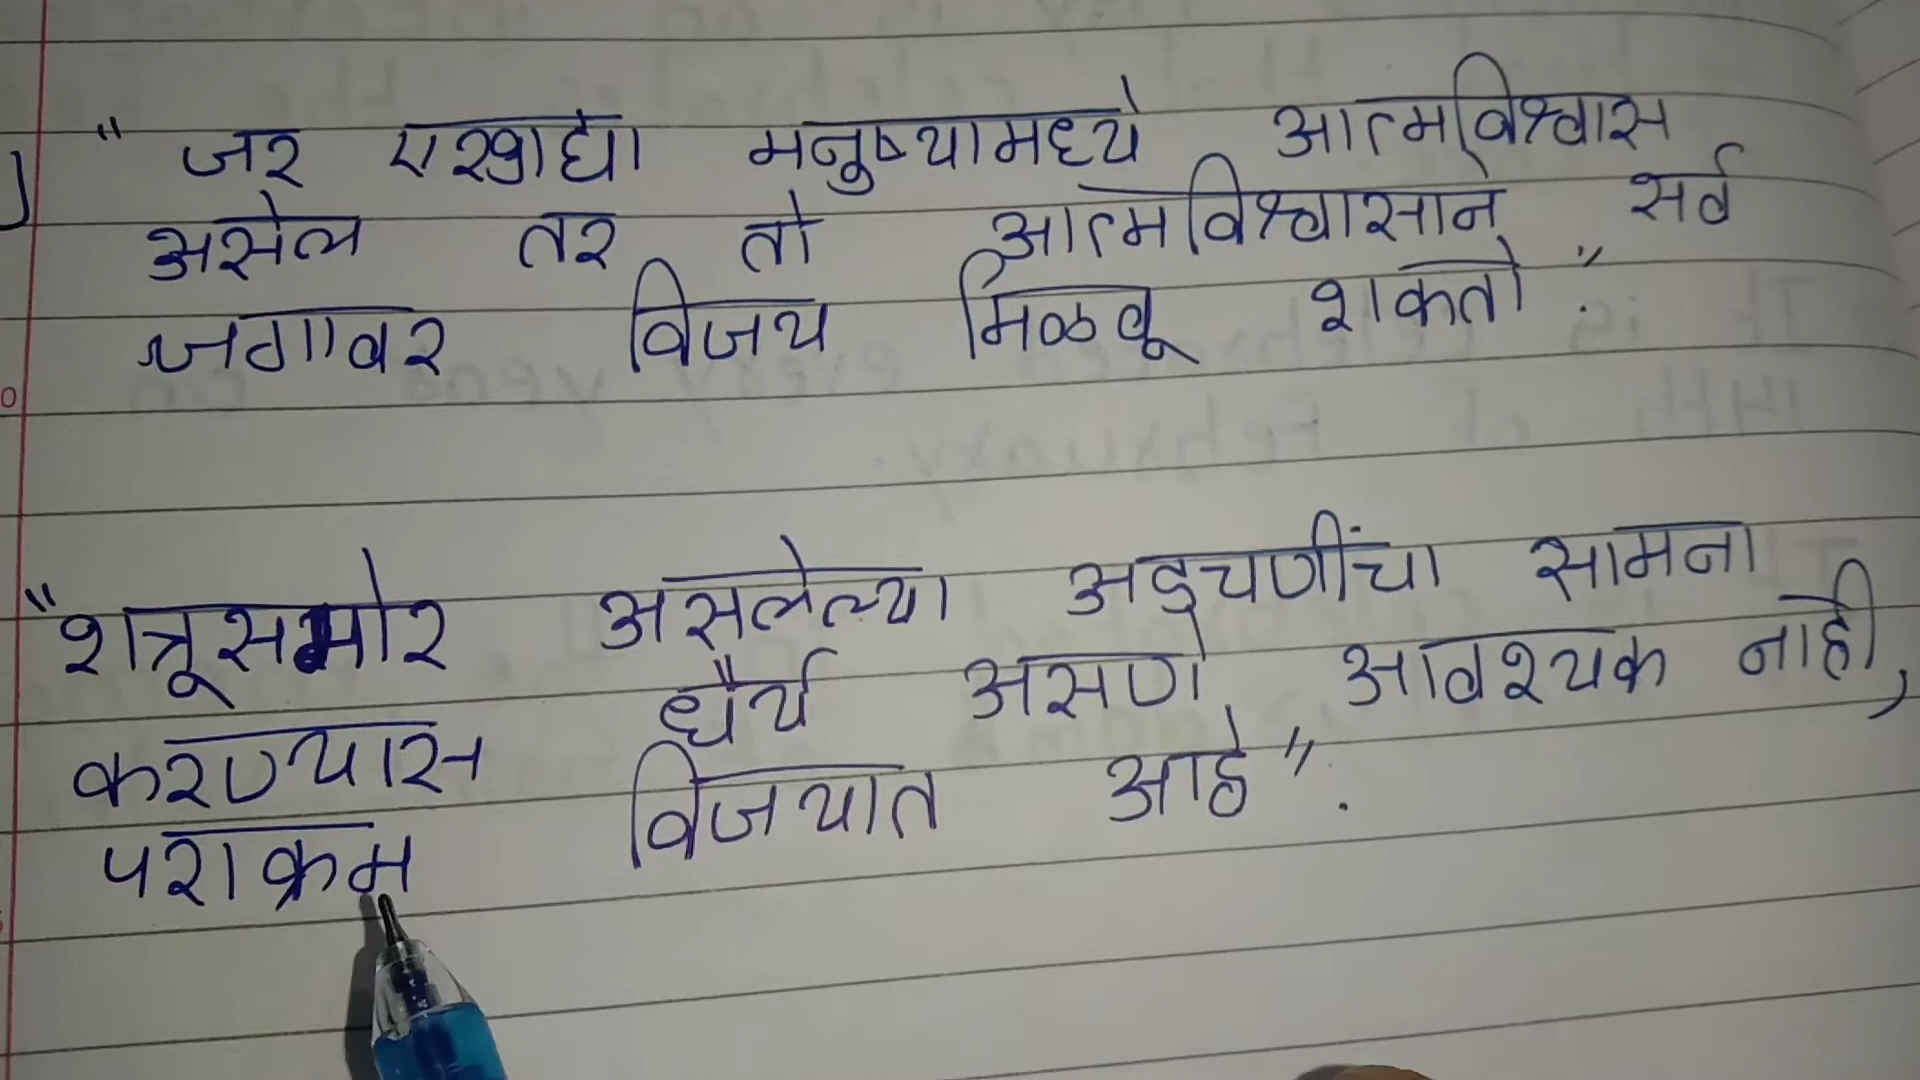 "जर एखाद्या मनुष्यामध्ये आत्मविश्वास
असेल तर तो आत्मविश्वासाने सर्व
जगावर विजय मिळवू शकतो".
"शत्रूसमोर असलेल्या अडचणींचा सामना
करण्यास धैर्य असणे आवश्यक नाही,
पराक्रम विजयात आहे".